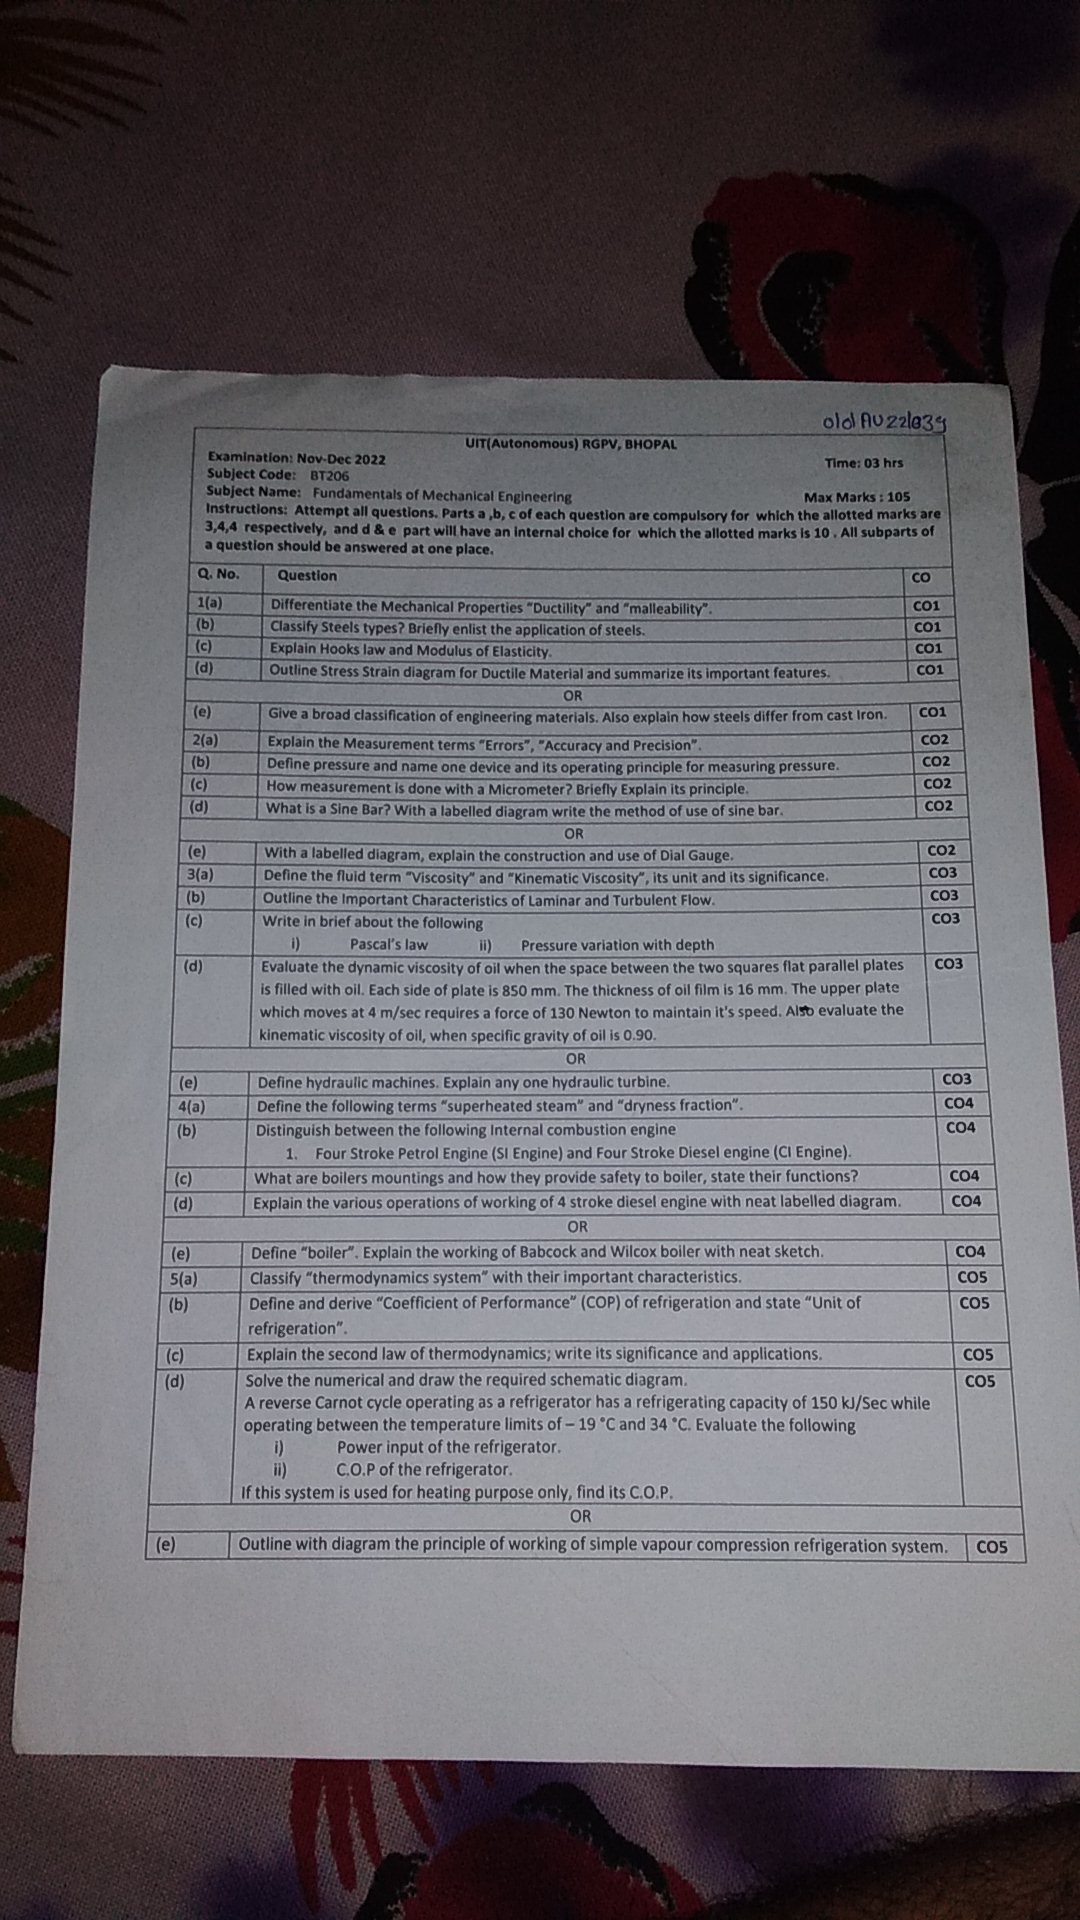 UIT(Autonomous) RGPV, BHOPAL
Examination: Nov-Dec 2022
Time: 03 hrs
Subject Code: BT206
Subject Name: Fundamentals of Mechanical Engineering
Max Marks : 105
Instructions: Attempt all questions. Parts a ,b, c of each question are compulsory for which the allotted marks are
3,4,4 respectively, and d & e part will have an internal choice for which the allotted marks is 10 . All subparts of
a question should be answered at one place.
Q. No. Question CO
1(a) Differentiate the Mechanical Properties "Ductility" and "malleability". CO1
(b) Classify Steels types? Briefly enlist the application of steels. CO1
(c) Explain Hooks law and Modulus of Elasticity. CO1
(d) Outline Stress Strain diagram for Ductile Material and summarize its important features. CO1
OR
(e) Give a broad classification of engineering materials. Also explain how steels differ from cast Iron. CO1
2(a) Explain the Measurement terms "Errors", "Accuracy and Precision". CO2
(b) Define pressure and name one device and its operating principle for measuring pressure. CO2
(c) How measurement is done with a Micrometer? Briefly Explain its principle. CO2
(d) What is a Sine Bar? With a labelled diagram write the method of use of sine bar. CO2
OR
(e) With a labelled diagram, explain the construction and use of Dial Gauge. CO2
3(a) Define the fluid term "Viscosity" and "Kinematic Viscosity", its unit and its significance. CO3
(b) Outline the Important Characteristics of Laminar and Turbulent Flow. CO3
(c) Write in brief about the following CO3
i) Pascal's law ii) Pressure variation with depth
(d) Evaluate the dynamic viscosity of oil when the space between the two squares flat parallel plates CO3
is filled with oil. Each side of plate is 850 mm. The thickness of oil film is 16 mm. The upper plate
which moves at 4 m/sec requires a force of 130 Newton to maintain it's speed. Also evaluate the
kinematic viscosity of oil, when specific gravity of oil is 0.90.
OR
(e) Define hydraulic machines. Explain any one hydraulic turbine. CO3
4(a) Define the following terms "superheated steam" and "dryness fraction". CO4
(b) Distinguish between the following Internal combustion engine CO4
1. Four Stroke Petrol Engine (SI Engine) and Four Stroke Diesel engine (CI Engine).
(c) What are boilers mountings and how they provide safety to boiler, state their functions? CO4
(d) Explain the various operations of working of 4 stroke diesel engine with neat labelled diagram. CO4
OR
(e) Define "boiler". Explain the working of Babcock and Wilcox boiler with neat sketch. CO4
5(a) Classify "thermodynamics system" with their important characteristics. CO5
(b) Define and derive "Coefficient of Performance" (COP) of refrigeration and state "Unit of CO5
refrigeration".
(c) Explain the second law of thermodynamics; write its significance and applications. CO5
(d) Solve the numerical and draw the required schematic diagram. CO5
A reverse Carnot cycle operating as a refrigerator has a refrigerating capacity of 150 kJ/Sec while
operating between the temperature limits of – 19 °C and 34 °C. Evaluate the following
i) Power input of the refrigerator.
ii) C.O.P of the refrigerator.
If this system is used for heating purpose only, find its C.O.P.
OR
(e) Outline with diagram the principle of working of simple vapour compression refrigeration system. CO5